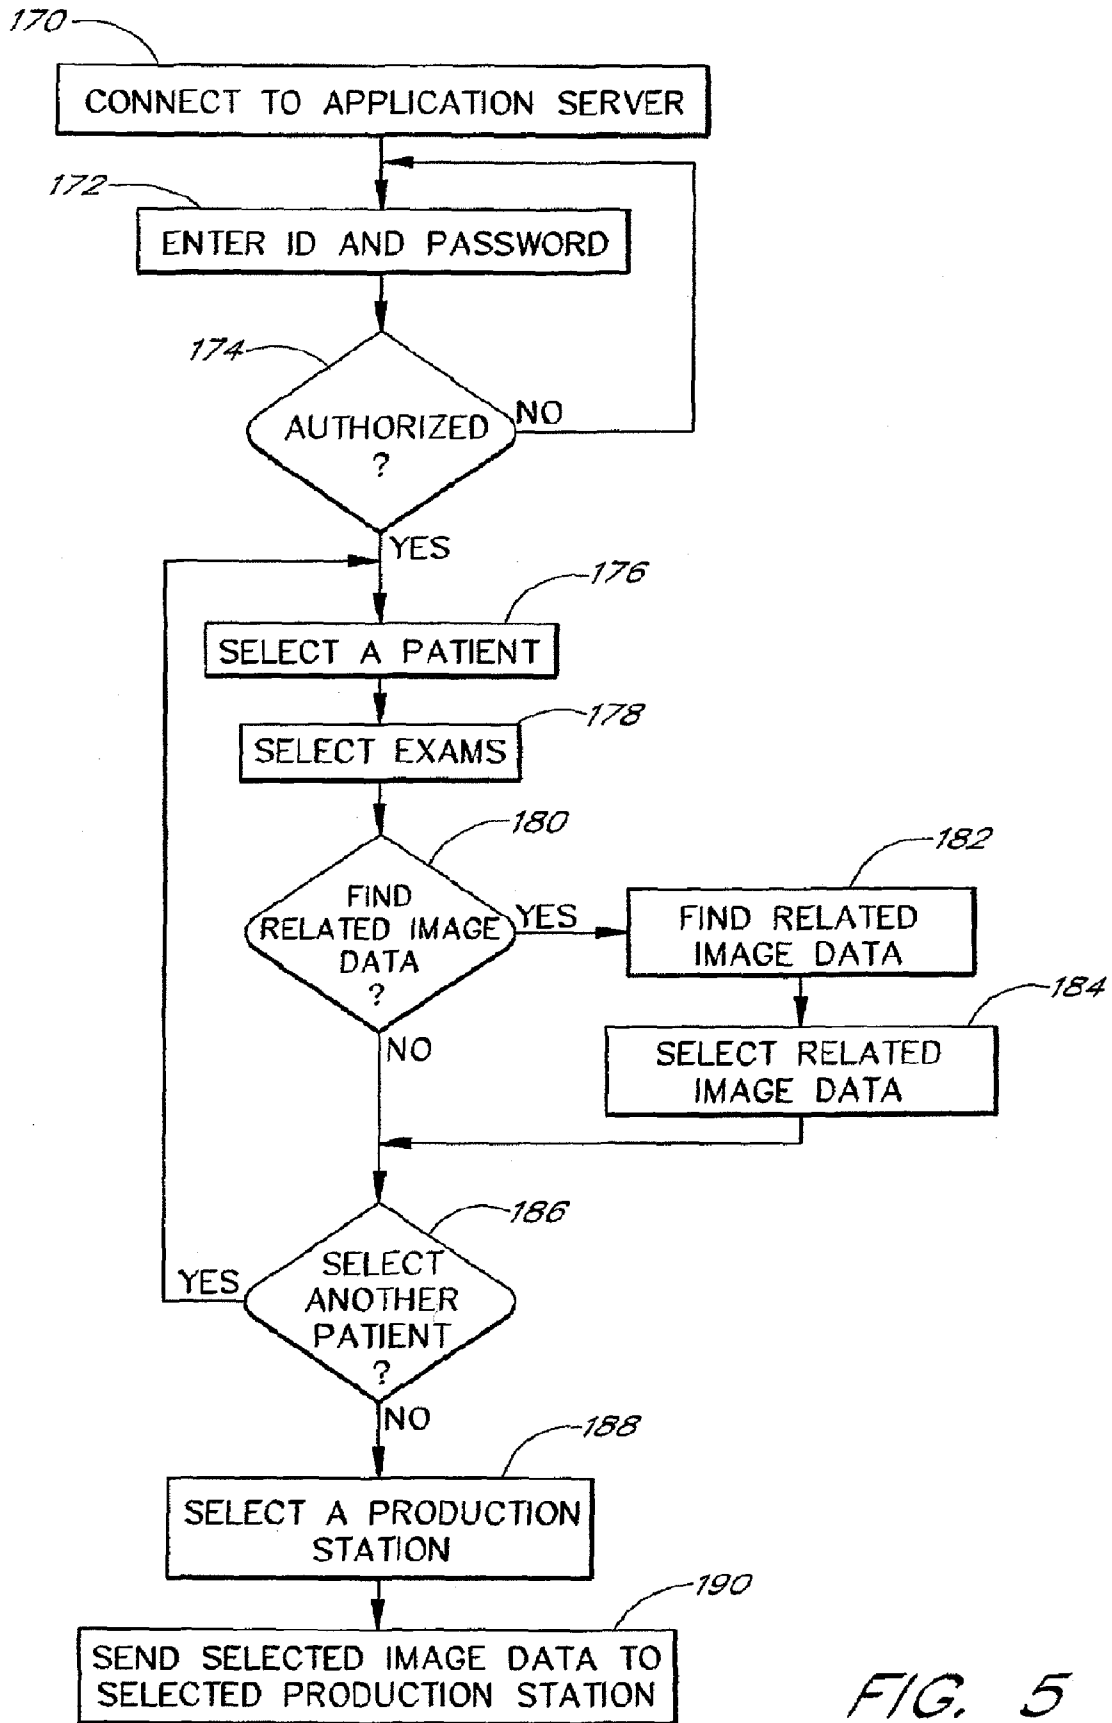 170
CONNECT TO APPLICATION SERVER
172
ENTER ID AND PASSWORD
174
AUTHORIZED
?
NO
YES
176
SELECT A PATIENT
178
SELECT EXAMS
180
FIND
RELATED IMAGE
DATA
?
YES
NO
182
FIND RELATED
IMAGE DATA
184
SELECT RELATED
IMAGE DATA
186
SELECT
ANOTHER
PATIENT
?
YES
NO
188
SELECT A PRODUCTION
STATION
190
SEND SELECTED IMAGE DATA TO
SELECTED PRODUCTION STATION
FIG. 5